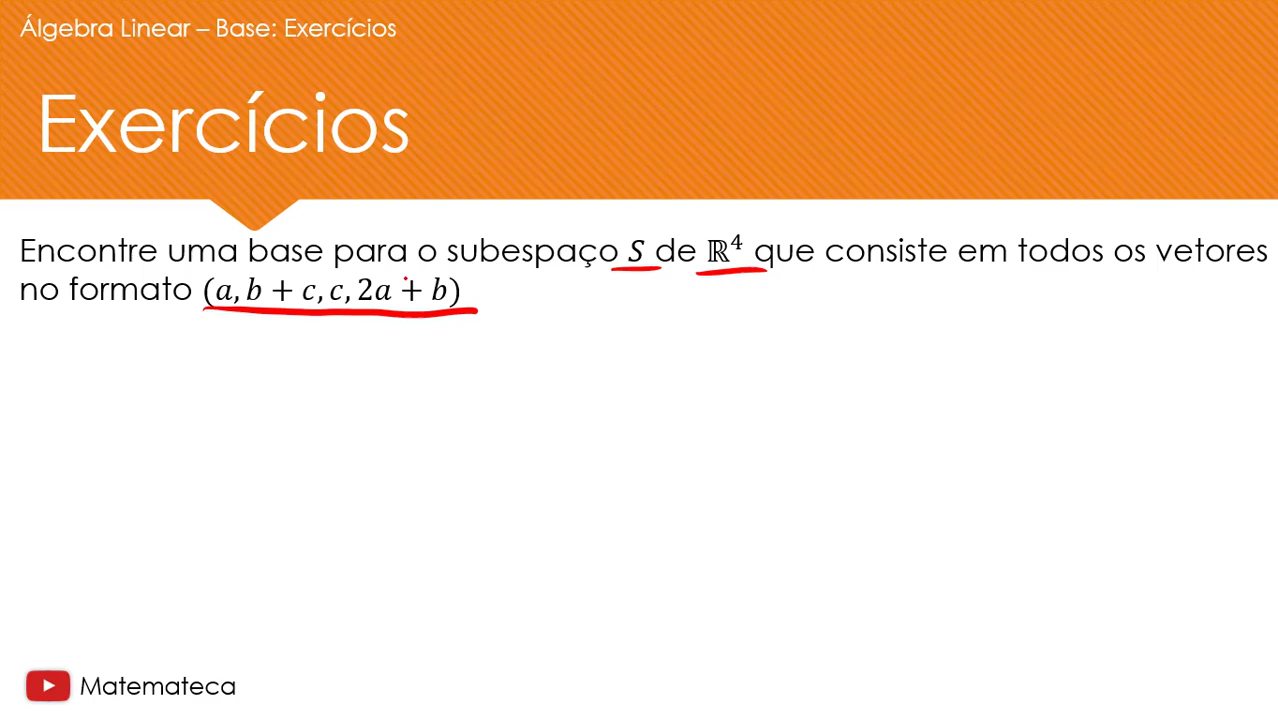 Álgebra Linear – Base: Exercícios
Exercícios
Encontre uma base para o subespaço 𝑆 de ℝ⁴ que consiste em todos os vetores
no formato (𝑎, 𝑏 + 𝑐, 𝑐, 2𝑎 + 𝑏)
Matemateca